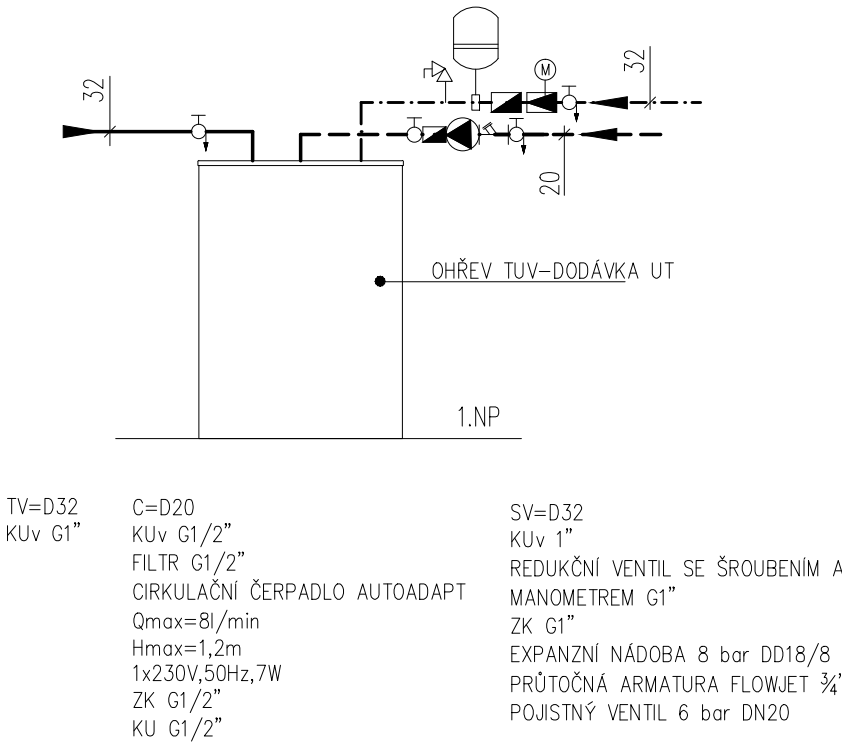 32
M
32
20
OHŘEV TUV-DODÁVKA UT
1.NP
TV=D32
KUv G1"
C=D20
KUv G1/2"
FILTR G1/2"
CIRKULAČNÍ ČERPADLO AUTOADAPT
Qmax=8l/min
Hmax=1,2m
1x230V,50Hz,7W
ZK G1/2"
KU G1/2"
SV=D32
KUv 1"
REDUKČNÍ VENTIL SE ŠROUBENÍM A
MANOMETREM G1"
ZK G1"
EXPANZNÍ NÁDOBA 8 bar DD18/8
PRŮTOČNÁ ARMATURA FLOWJET ¾"
POJISTNÝ VENTIL 6 bar DN20